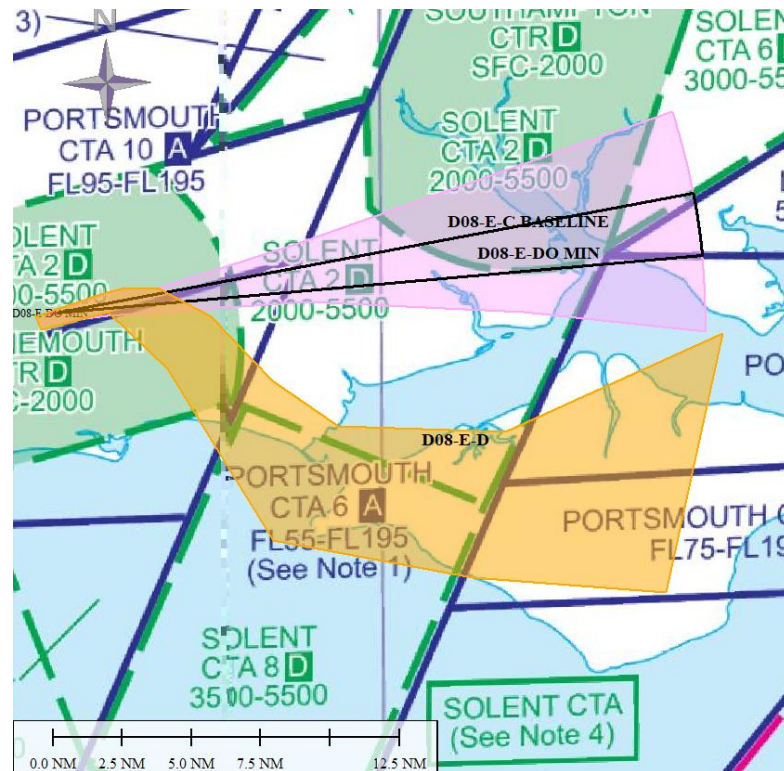 3)
N
SOUTHAMPTON
CTR D
SFC-2000
SOLEN
CTA 6 D
3000-55
PORTSMOUTH
CTA 10 A
FL95-FL195
SOLENT
CTA 2 D
2000-5500
D08-E-C BASELINE
D08-E-DO MIN
5
OLENT
TA 2 D
00-5500
SOLENT
CTA 2 D
2000-5500
D08-E DO MIN
NEMOUTH
TR D
C-2000
PO
D08-E-D
PORTSMOUTH
CTA 6 A
FL55-FL195
(See Note 1)
PORTSMOUTH C
FL75-FL19
SOLENT
CTA 8 D
3500-5500
SOLENT CTA
(See Note 4)
0.0 NM 2.5 NM 5.0 NM 7.5 NM 12.5 NM